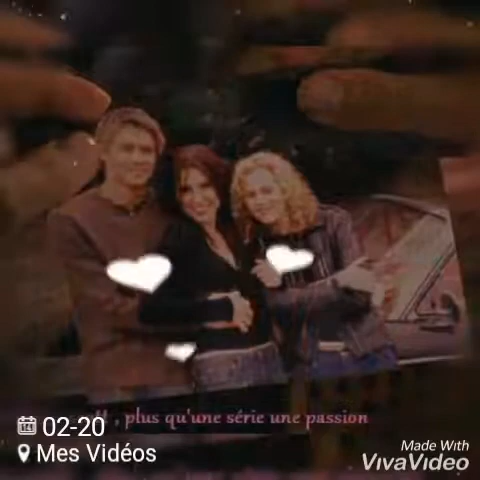 , plus qu'une série une passion
02-20
Mes Vidéos
Made With
VivaVideo